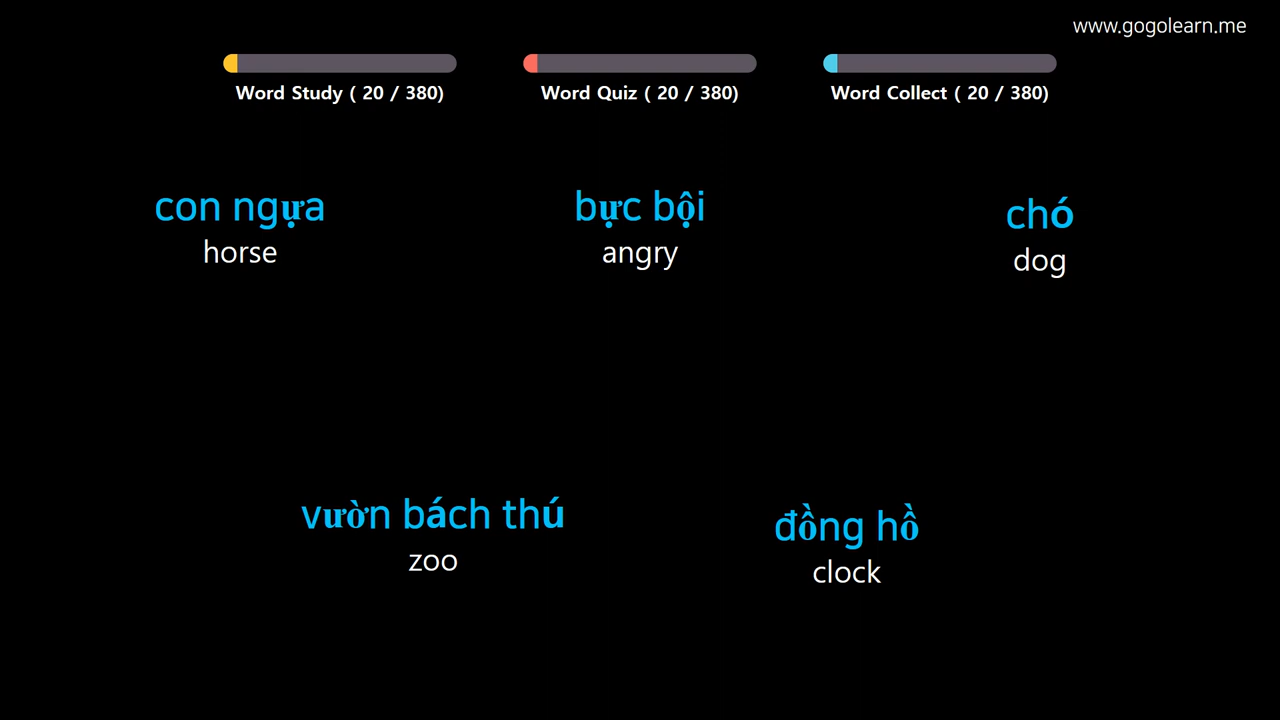 www.gogolearn.me
Word Study ( 20 / 380)
Word Quiz ( 20 / 380)
Word Collect ( 20 / 380)
con ngựa
horse
bực bội
angry
chó
dog
vườn bách thú
zoo
đồng hồ
clock